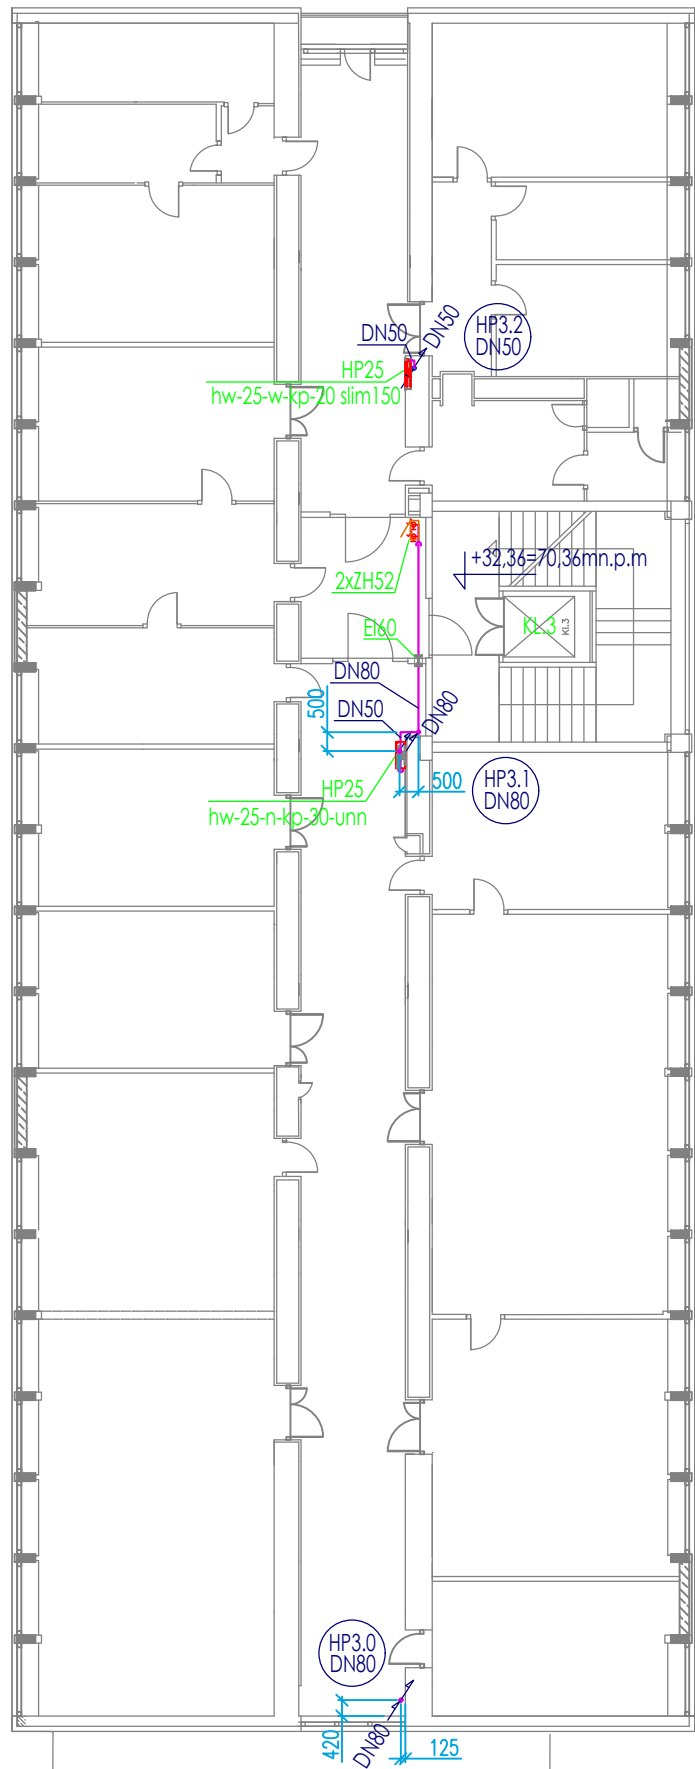 DN50
DN50
HP3.2
DN50
HP25
hw-25-w-kp-20 slim150
+32,36=70,36mn.p.m
2xZH52
KL.3
Kl.3
EI60
DN80
500
DN50
DN80
HP25
500
HP3.1
DN80
hw-25-n-kp-30-unn
HP3.0
DN80
420
DN80
125